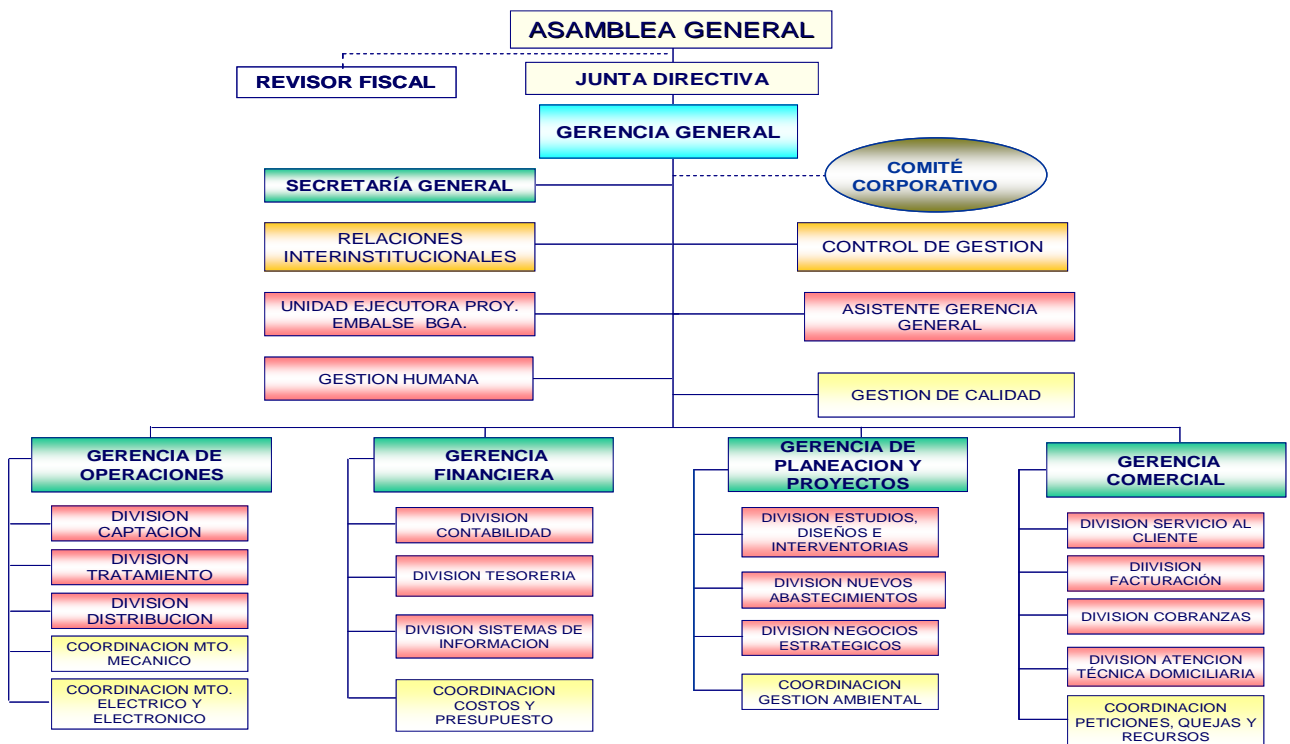 ASAMBLEA GENERAL
REVISOR FISCAL
JUNTA DIRECTIVA
GERENCIA GENERAL
COMITÉ
CORPORATIVO
SECRETARÍA GENERAL
RELACIONES
INTERINSTITUCIONALES
CONTROL DE GESTION
UNIDAD EJECUTORA PROY.
EMBALSE BGA.
ASISTENTE GERENCIA
GENERAL
GESTION HUMANA
GESTION DE CALIDAD
GERENCIA DE
OPERACIONES
DIVISION
CAPTACION
DIVISION
TRATAMIENTO
DIVISION
DISTRIBUCION
COORDINACION MTO.
MECANICO
COORDINACION MTO.
ELECTRICO Y
ELECTRONICO
GERENCIA
FINANCIERA
DIVISION
CONTABILIDAD
DIVISION TESORERIA
DIVISION SISTEMAS DE
INFORMACION
COORDINACION
COSTOS Y
PRESUPUESTO
GERENCIA DE
PLANEACION Y
PROYECTOS
DIVISION ESTUDIOS,
DISEÑOS E
INTERVENTORIAS
DIVISION NUEVOS
ABASTECIMIENTOS
DIVISION NEGOCIOS
ESTRATEGICOS
COORDINACION
GESTION AMBIENTAL
GERENCIA
COMERCIAL
DIVISION SERVICIO AL
CLIENTE
DIVISION
FACTURACIÓN
DIVISION COBRANZAS
DIVISION ATENCION
TÉCNICA DOMICILIARIA
COORDINACION
PETICIONES, QUEJAS Y
RECURSOS